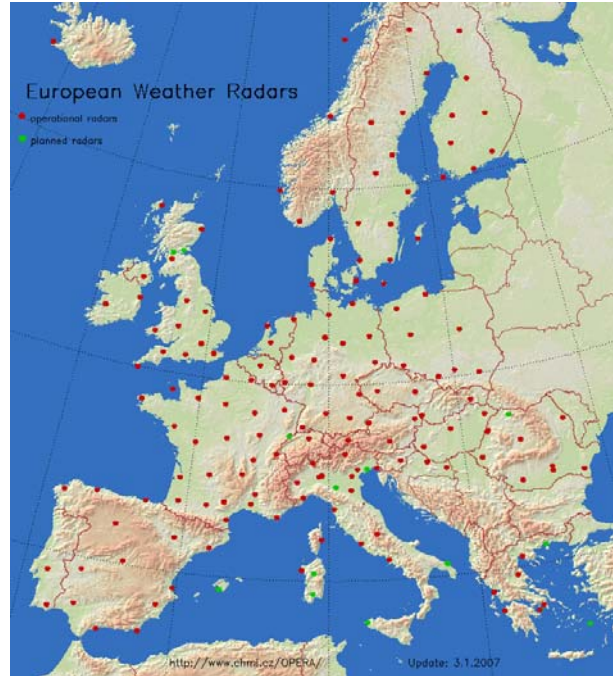 European Weather Radars
operational radars
planned radars
http://www.chmi.cz/OPERA/
Update: 3.1.2007